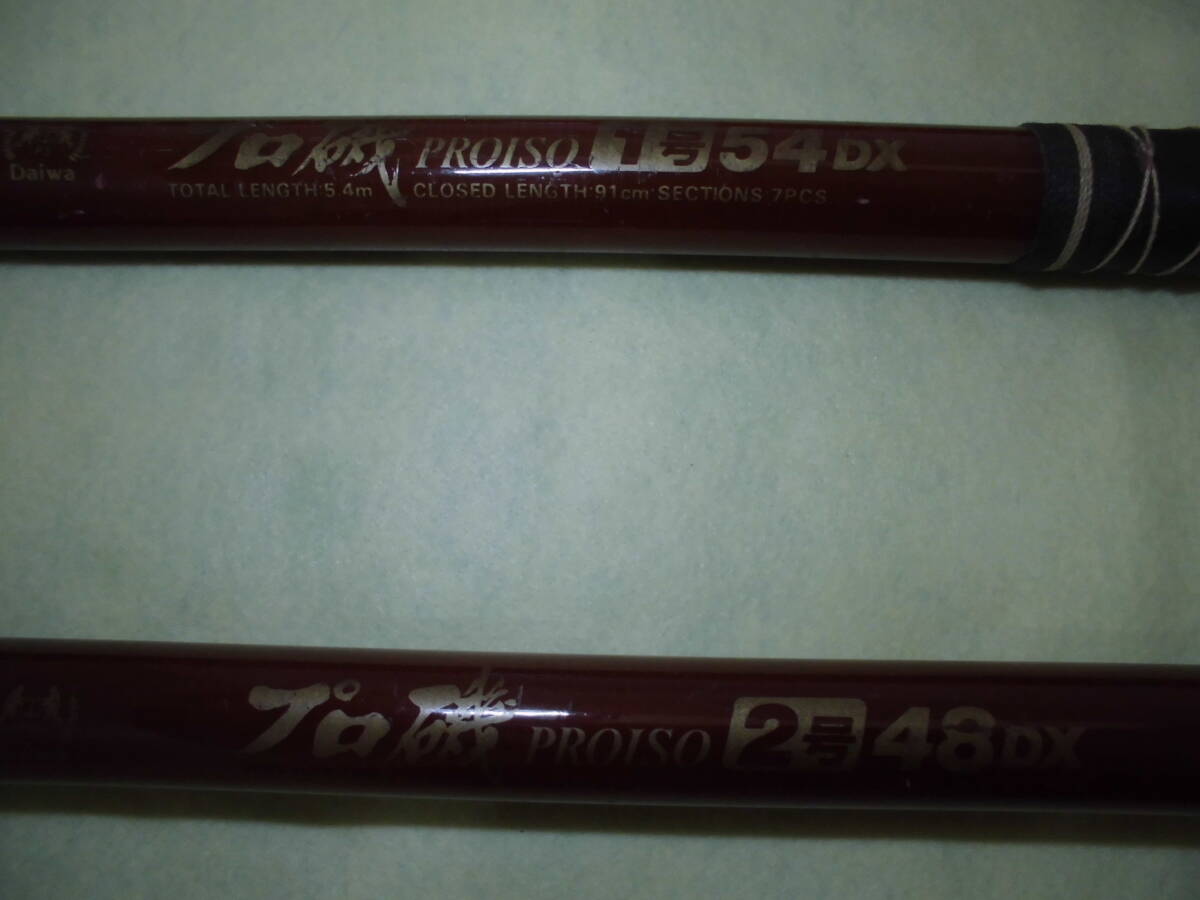 Daiwa
プロ磯 PROISO 1号 54DX
TOTAL LENGTH:5.4m CLOSED LENGTH:91cm SECTIONS 7PCS
プロ磯 PROISO 2号 48DX